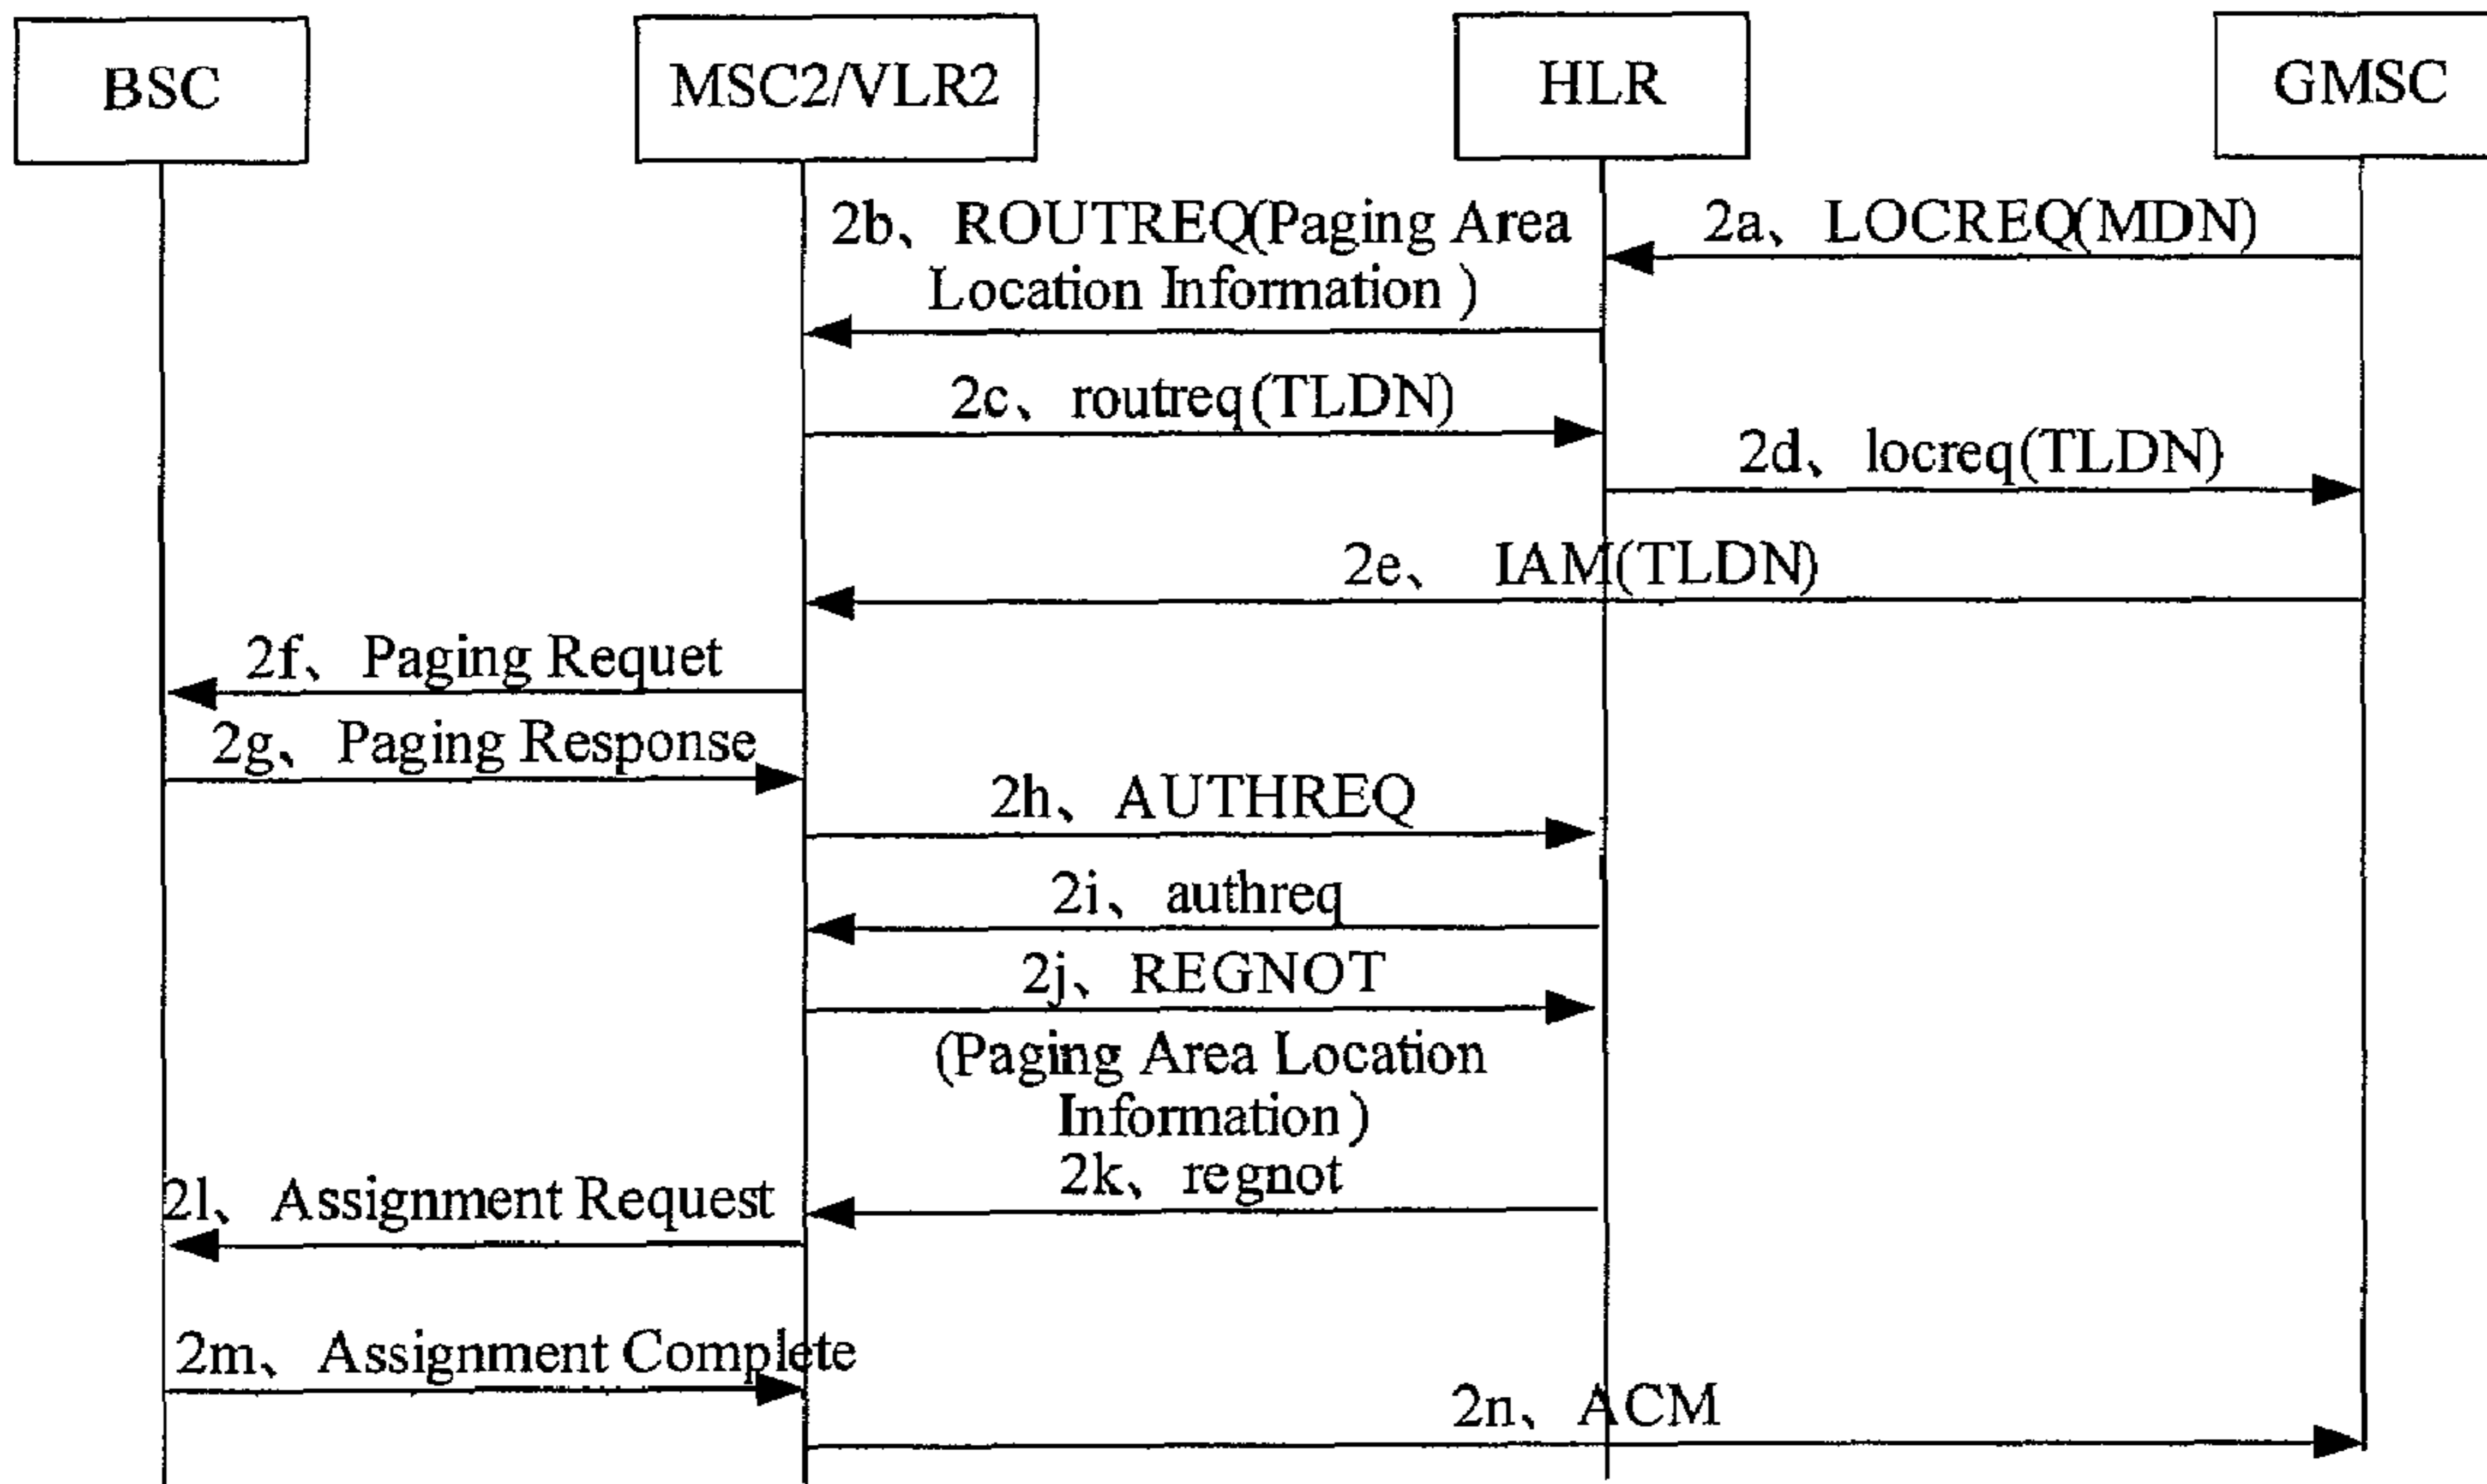 BSC
MSC2/VLR2
HLR
GMSC
2b、ROUTREQ(Paging Area
Location Information )
2a、LOCREQ(MDN)
2c、routreq(TLDN)
2d、locreq(TLDN)
2e、 IAM(TLDN)
2f、Paging Requet
2g、Paging Response
2h、AUTHREQ
2i、authreq
2j、REGNOT
(Paging Area Location
Information )
2k、regnot
2l、Assignment Request
2m、Assignment Complete
2n、ACM